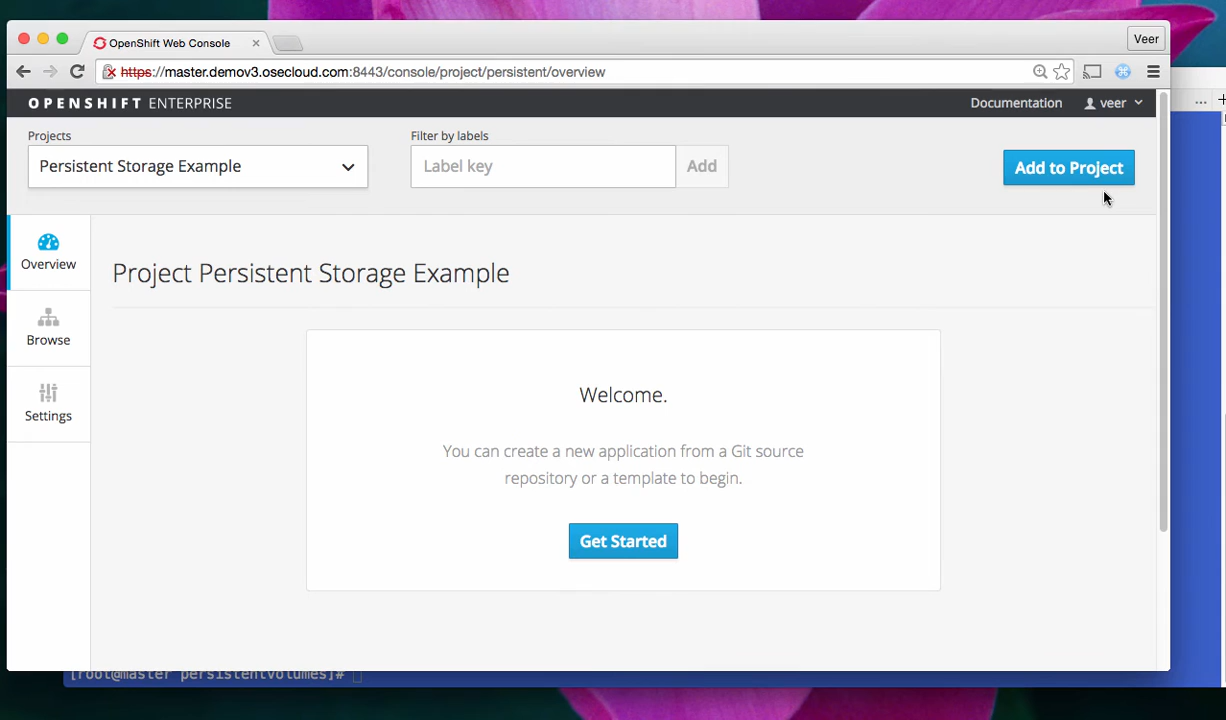 OpenShift Web Console
Veer
https://master.demov3.osecloud.com:8443/console/project/persistent/overview
OPENSHIFT ENTERPRISE
Documentation
veer
Projects
Filter by labels
Persistent Storage Example
Label key
Add
Add to Project
Overview
Project Persistent Storage Example
Browse
Welcome.
Settings
You can create a new application from a Git source
repository or a template to begin.
Get Started
[root@master persistentvolumes]#